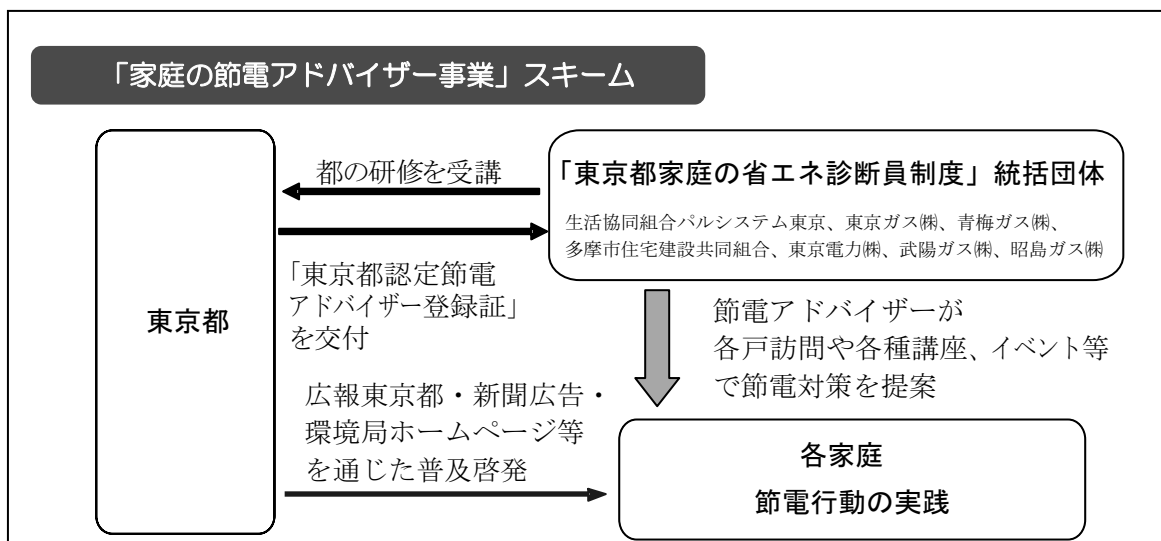 「家庭の節電アドバイザー事業」スキーム
都の研修を受講
「東京都家庭の省エネ診断員制度」統括団体
生活協同組合パルシステム東京、東京ガス㈱、青梅ガス㈱、
多摩市住宅建設共同組合、東京電力㈱、武陽ガス㈱、昭島ガス㈱
「東京都認定節電
アドバイザー登録証」
を交付
東京都
節電アドバイザーが
各戸訪問や各種講座、イベント等
で節電対策を提案
広報東京都・新聞広告・
環境局ホームページ等
を通じた普及啓発
各家庭
節電行動の実践